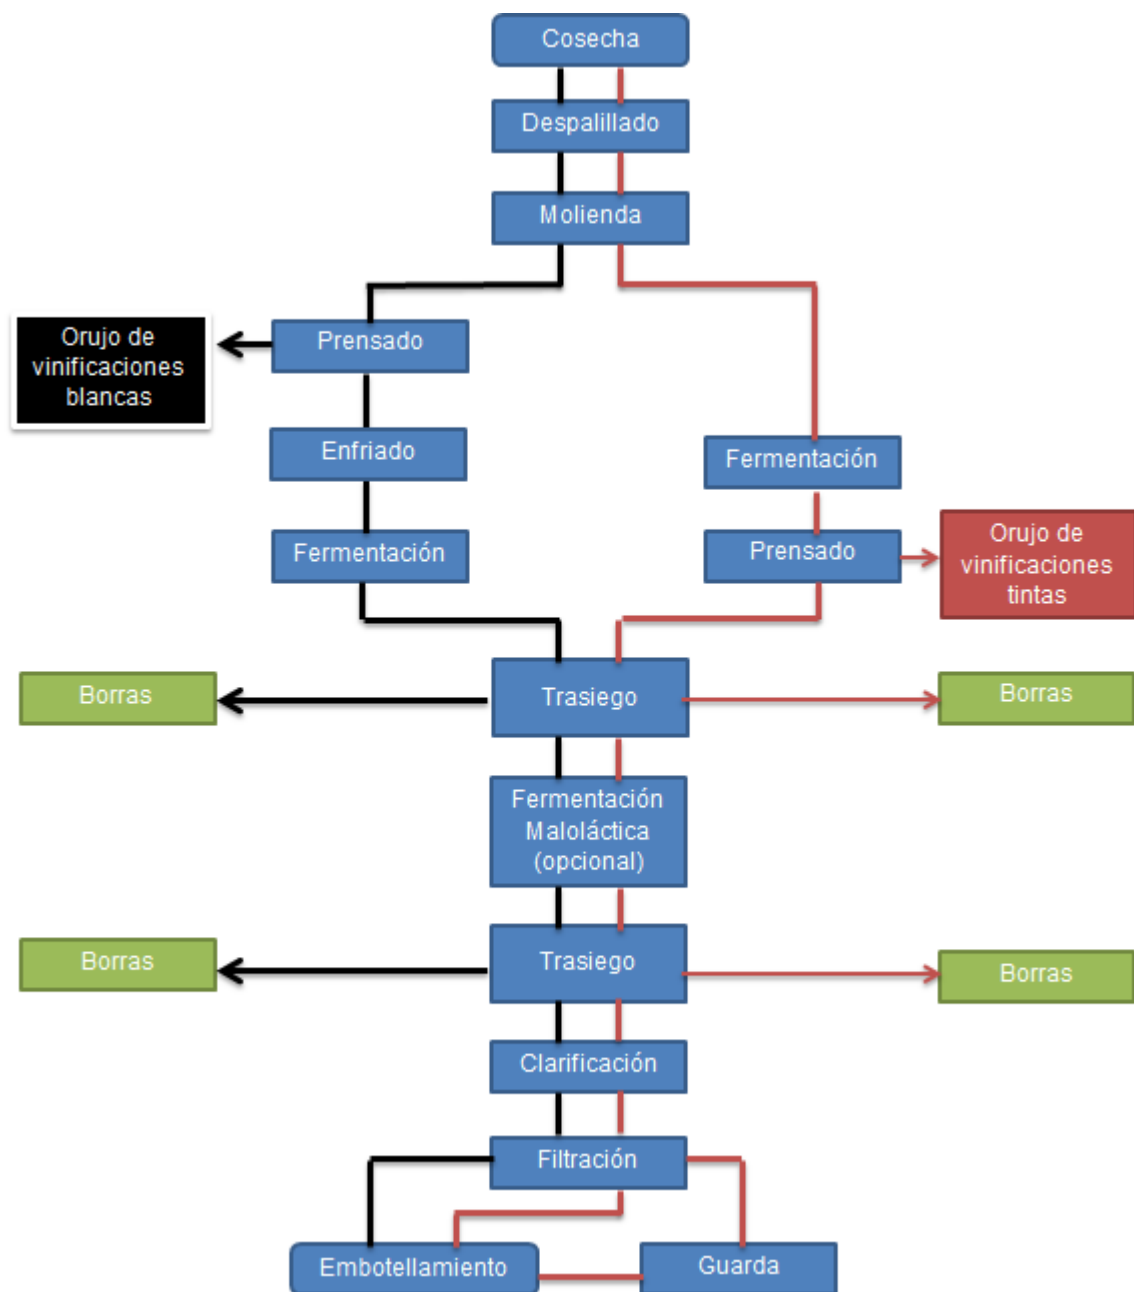 Cosecha
Despalillado
Molienda
Orujo de
vinificaciones
blancas
Prensado
Enfriado
Fermentación
Fermentación
Prensado
Orujo de
vinificaciones
tintas
Borras
Trasiego
Borras
Fermentación
Maloláctica
(opcional)
Borras
Trasiego
Borras
Clarificación
Filtración
Embotellamiento
Guarda